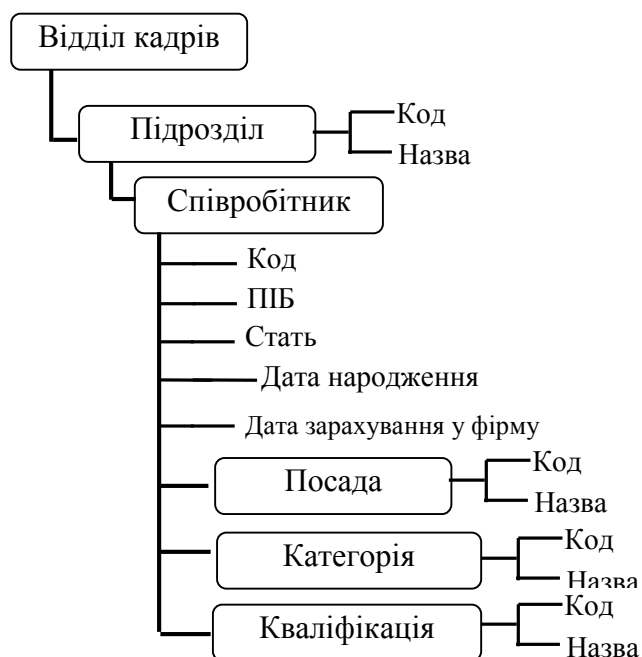 Відділ кадрів
Підрозділ
Код
Назва
Співробітник
Код
ПІБ
Стать
Дата народження
Дата зарахування у фірму
Посада
Код
Назва
Категорія
Код
Назва
Кваліфікація
Код
Назва